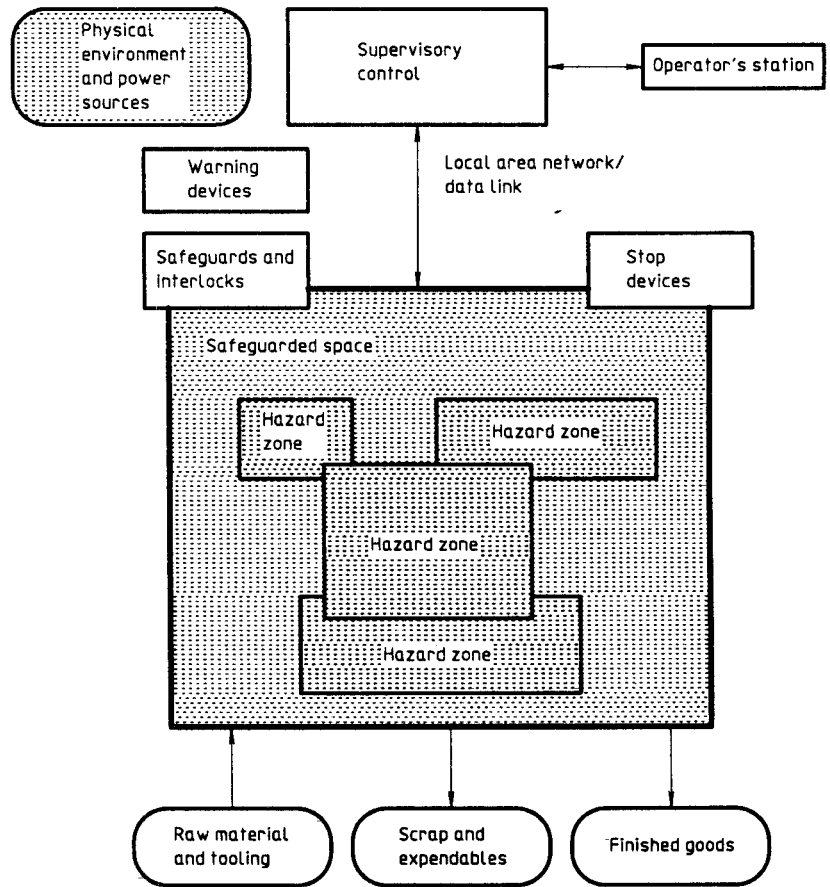 Physical
environment
and power
sources
Supervisory
control
Operator's station
Warning
devices
Local area network/
data link
Safeguards and
interlocks
Stop
devices
Safeguarded space
Hazard
zone
Hazard zone
Hazard zone
Hazard zone
Raw material
and tooling
Scrap and
expendables
Finished goods